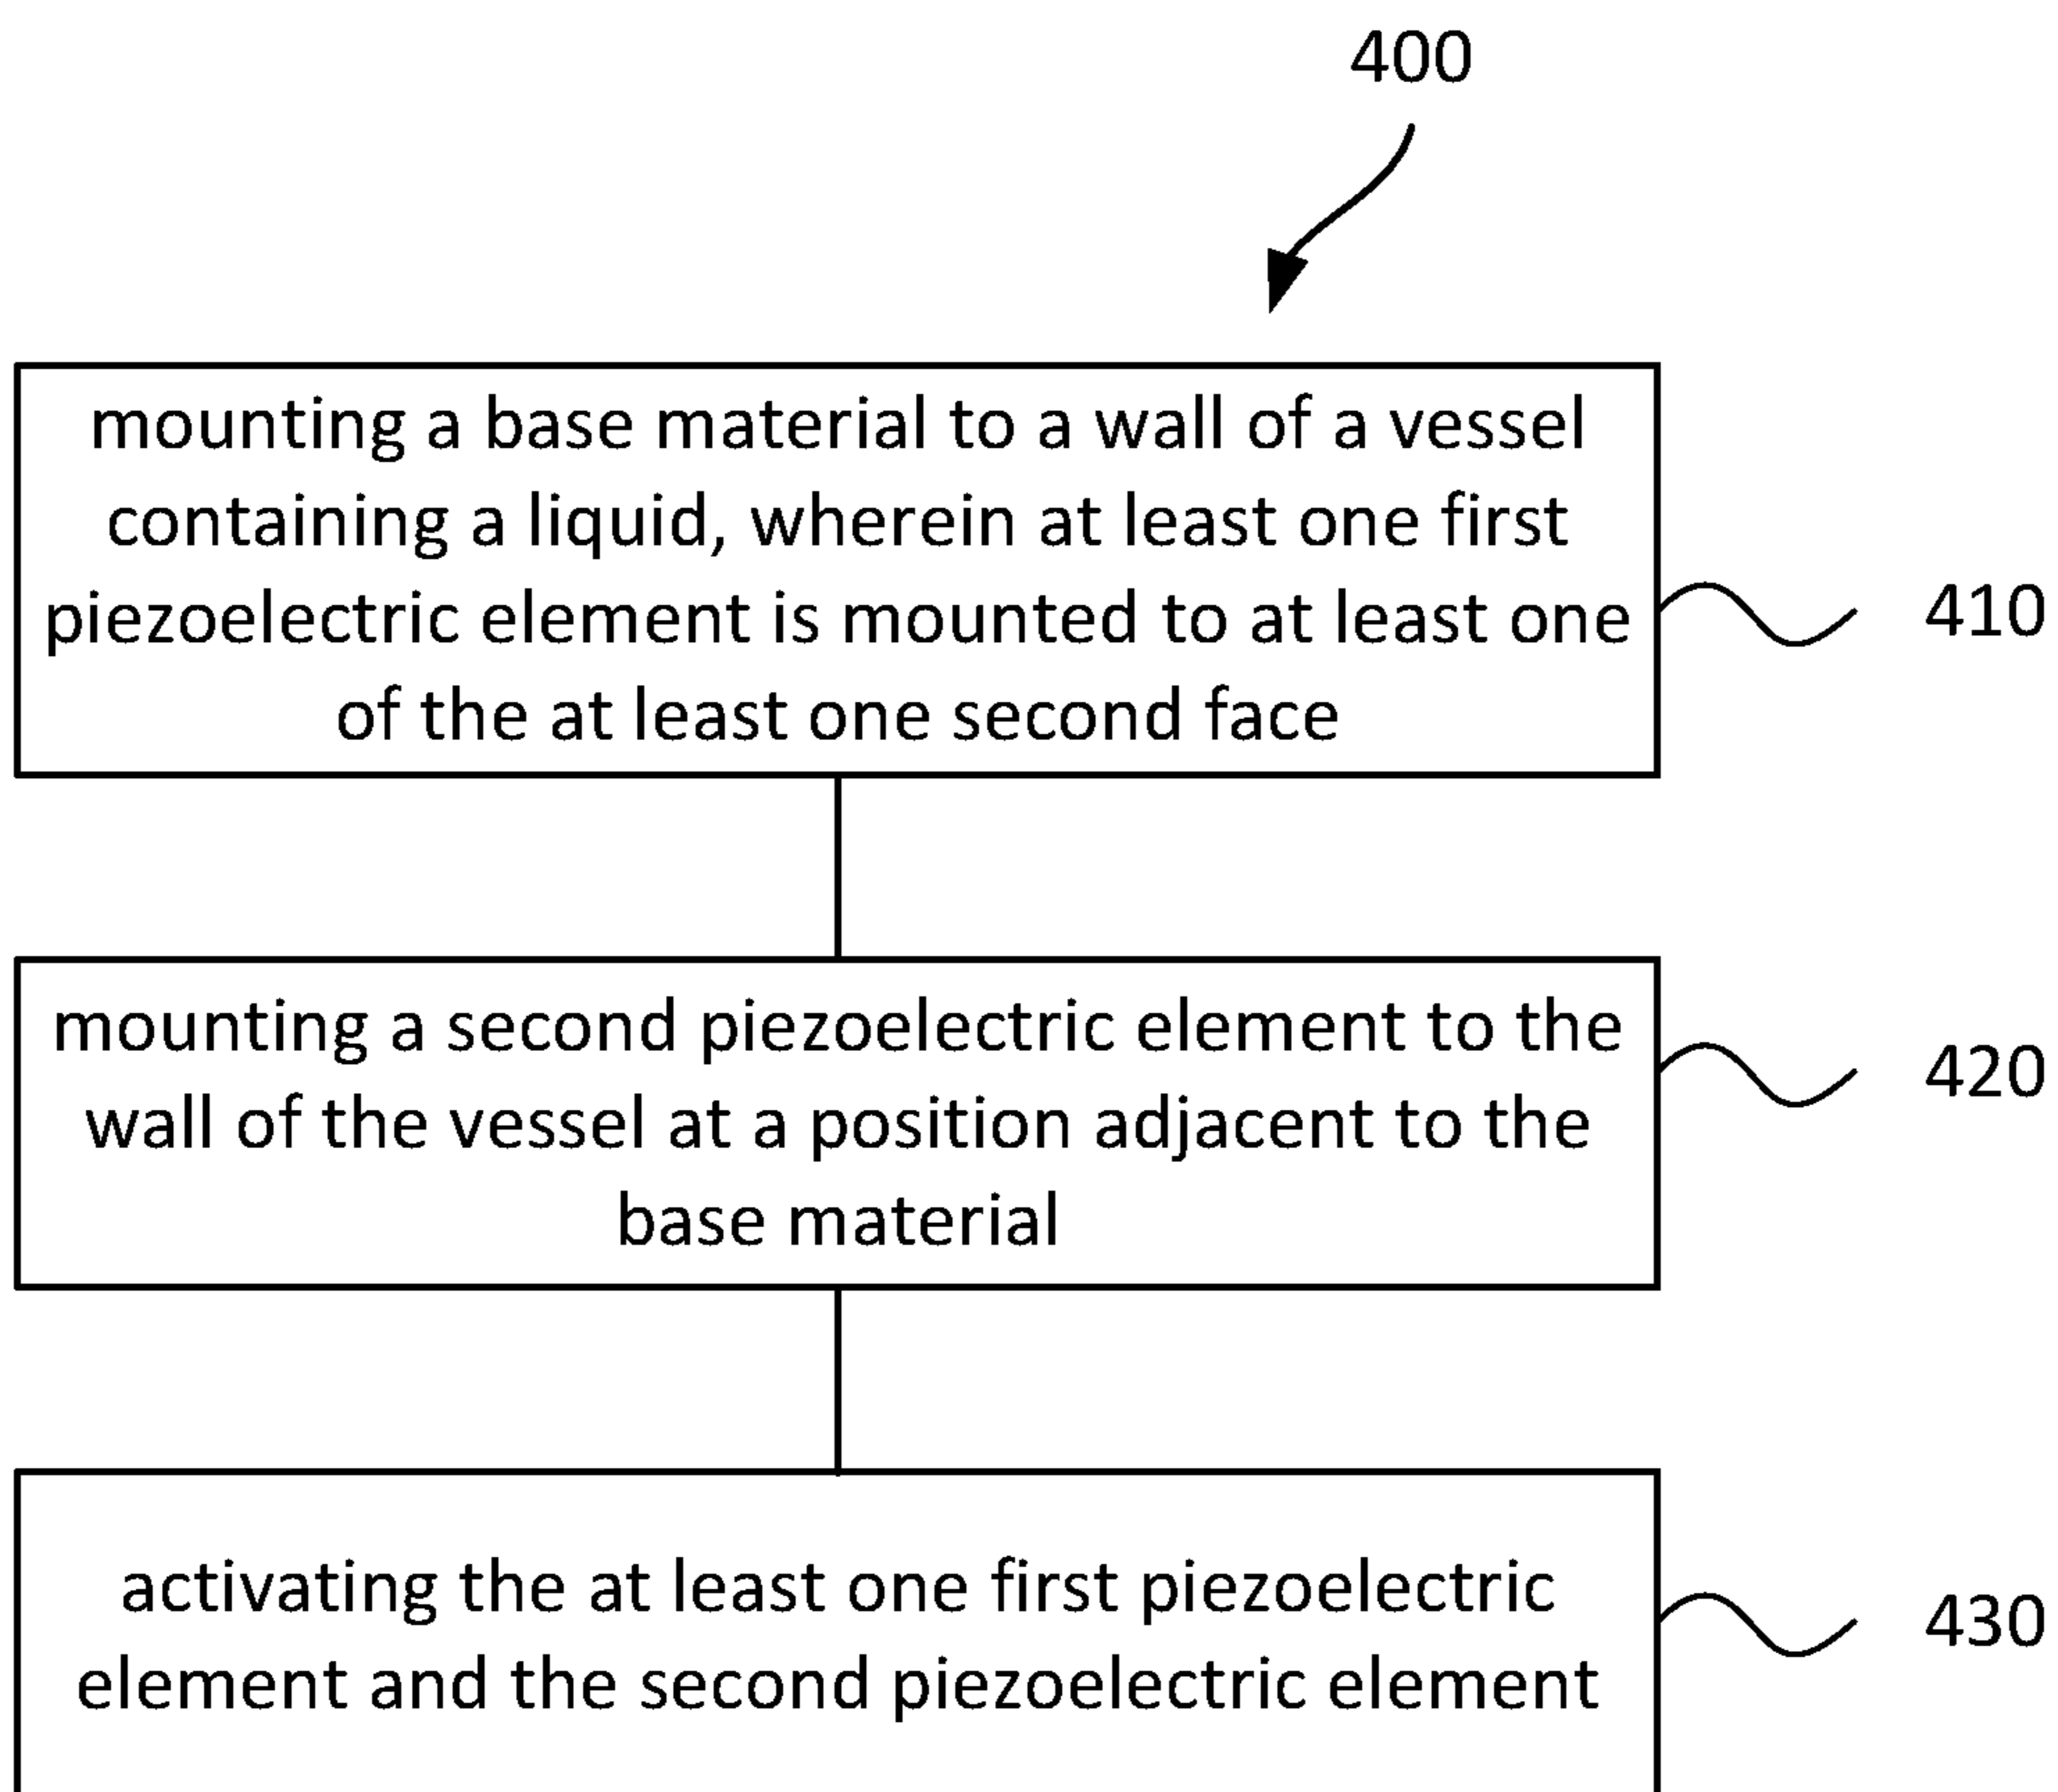 400
mounting a base material to a wall of a vessel
containing a liquid, wherein at least one first
piezoelectric element is mounted to at least one
of the at least one second face
410
mounting a second piezoelectric element to the
wall of the vessel at a position adjacent to the
base material
420
activating the at least one first piezoelectric
element and the second piezoelectric element
430